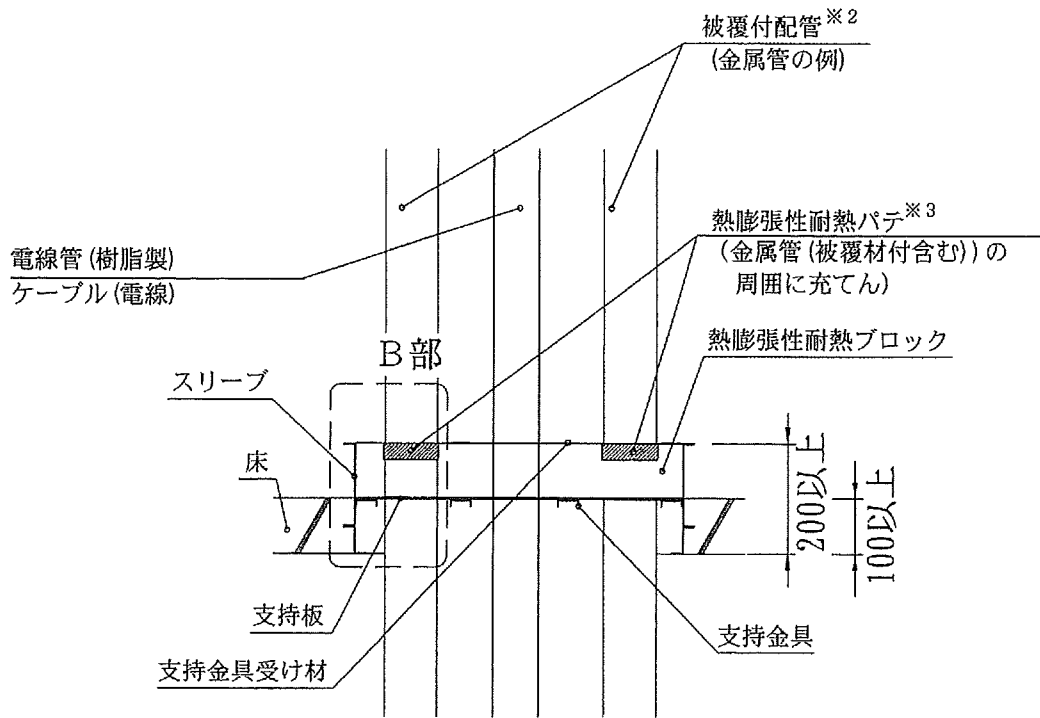 被覆付配管※2
(金属管の例)
電線管(樹脂製)
ケーブル(電線)
熱膨張性耐熱パテ※3
(金属管(被覆材付含む))の
周囲に充てん)
熱膨張性耐熱ブロック
B部
スリーブ
床
200以上
100以上
支持板
支持金具
支持金具受け材